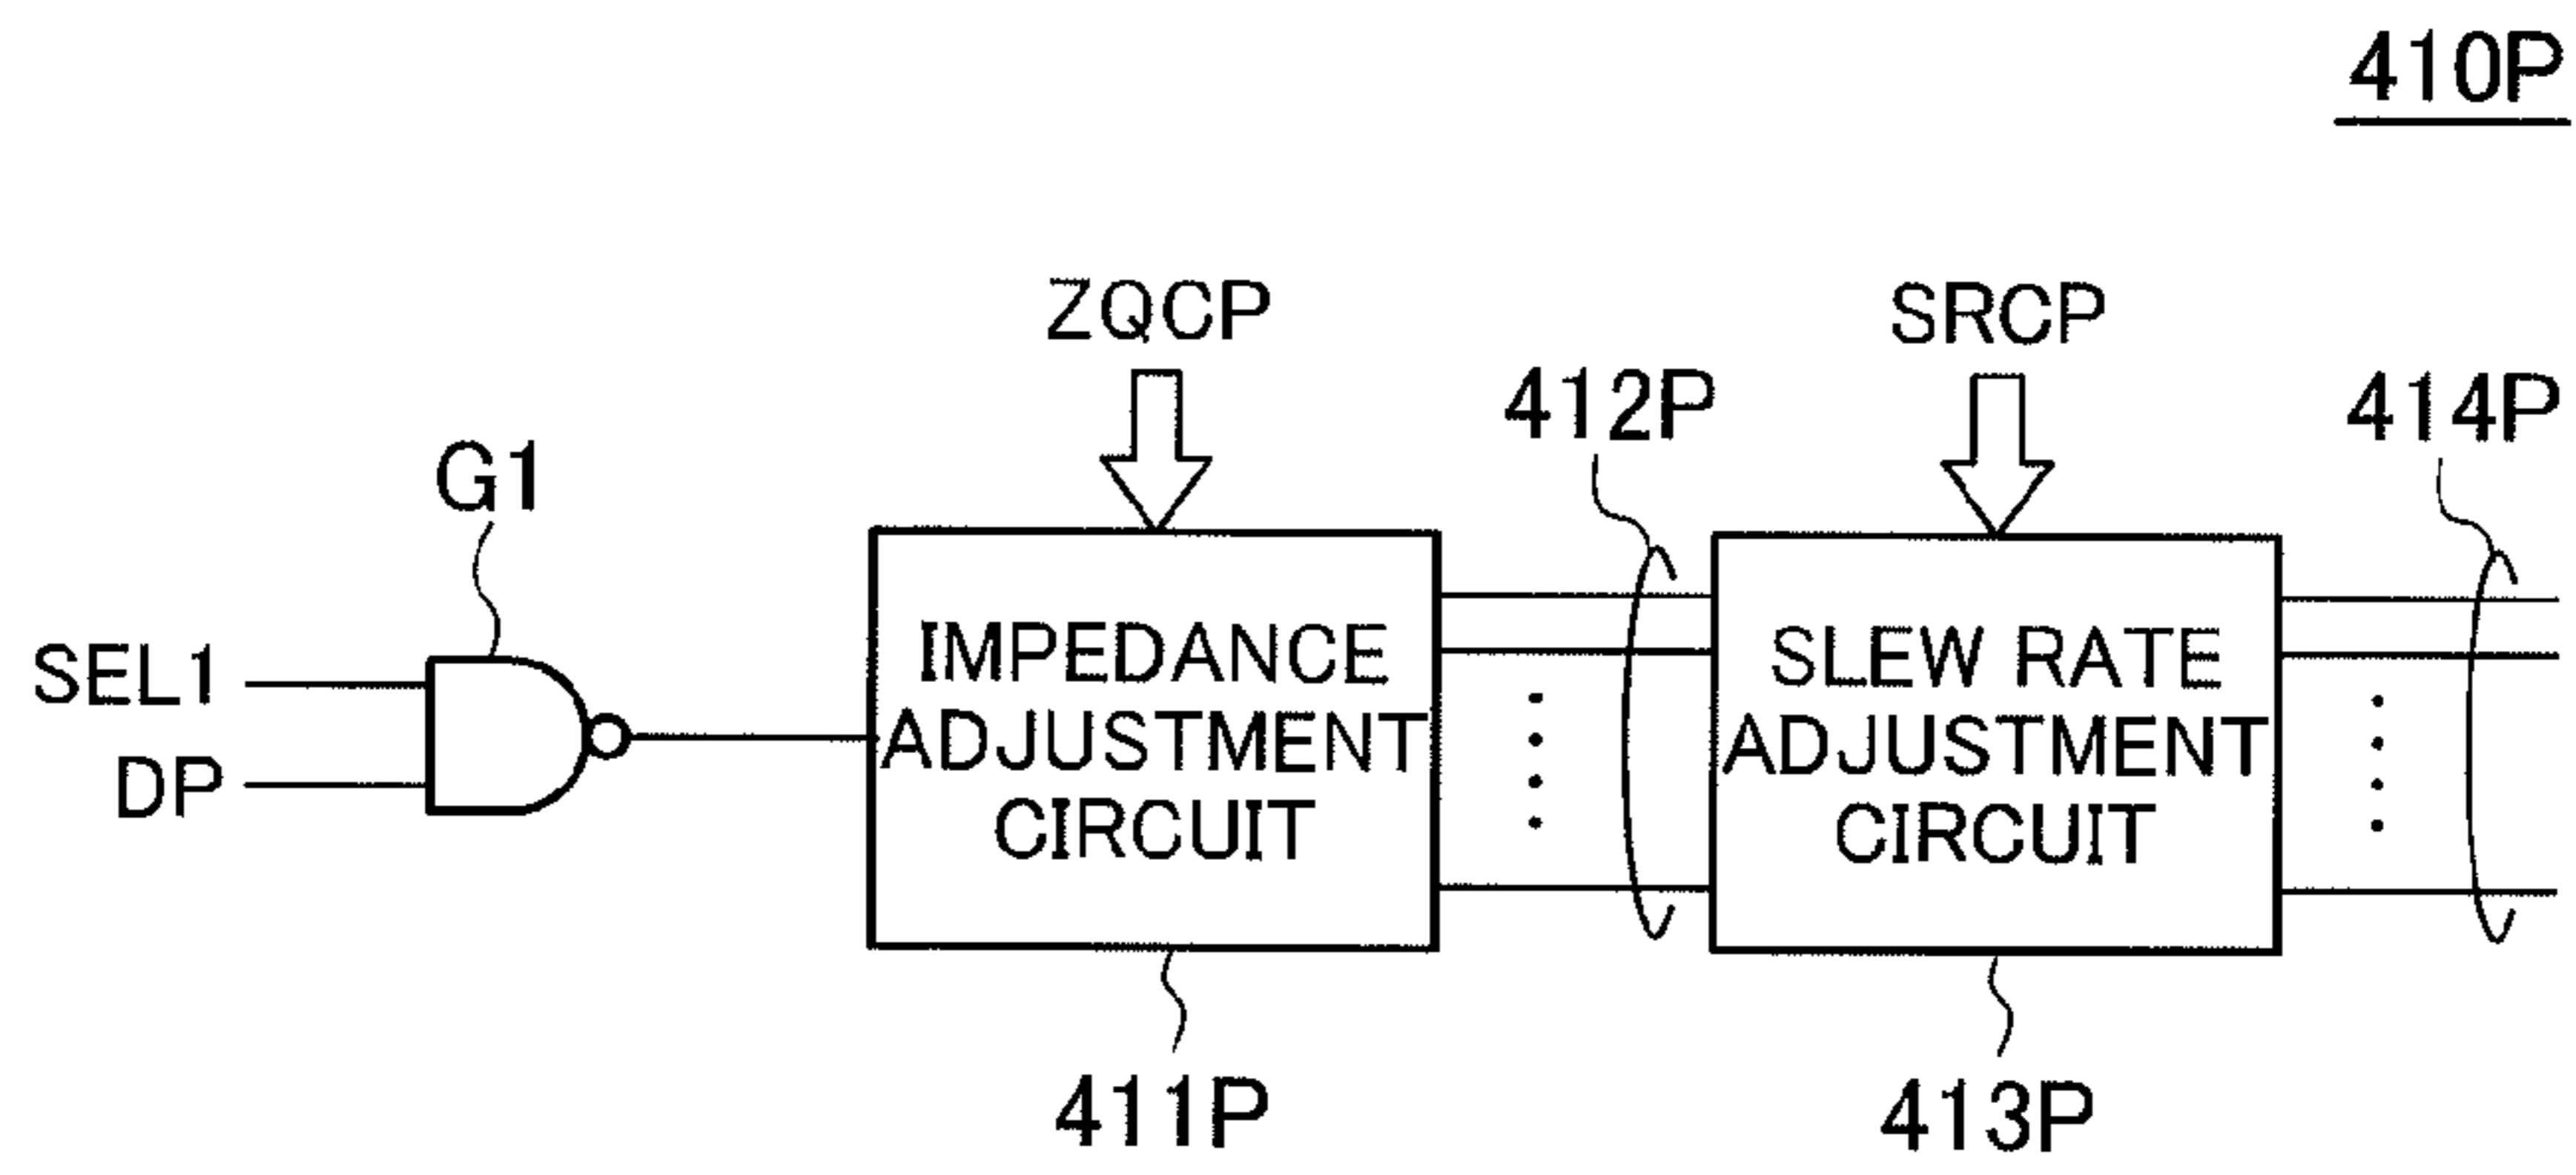 410P
ZQCP
SRCP
412P
414P
G1
SEL1
DP
IMPEDANCE
ADJUSTMENT
CIRCUIT
SLEW RATE
ADJUSTMENT
CIRCUIT
411P
413P